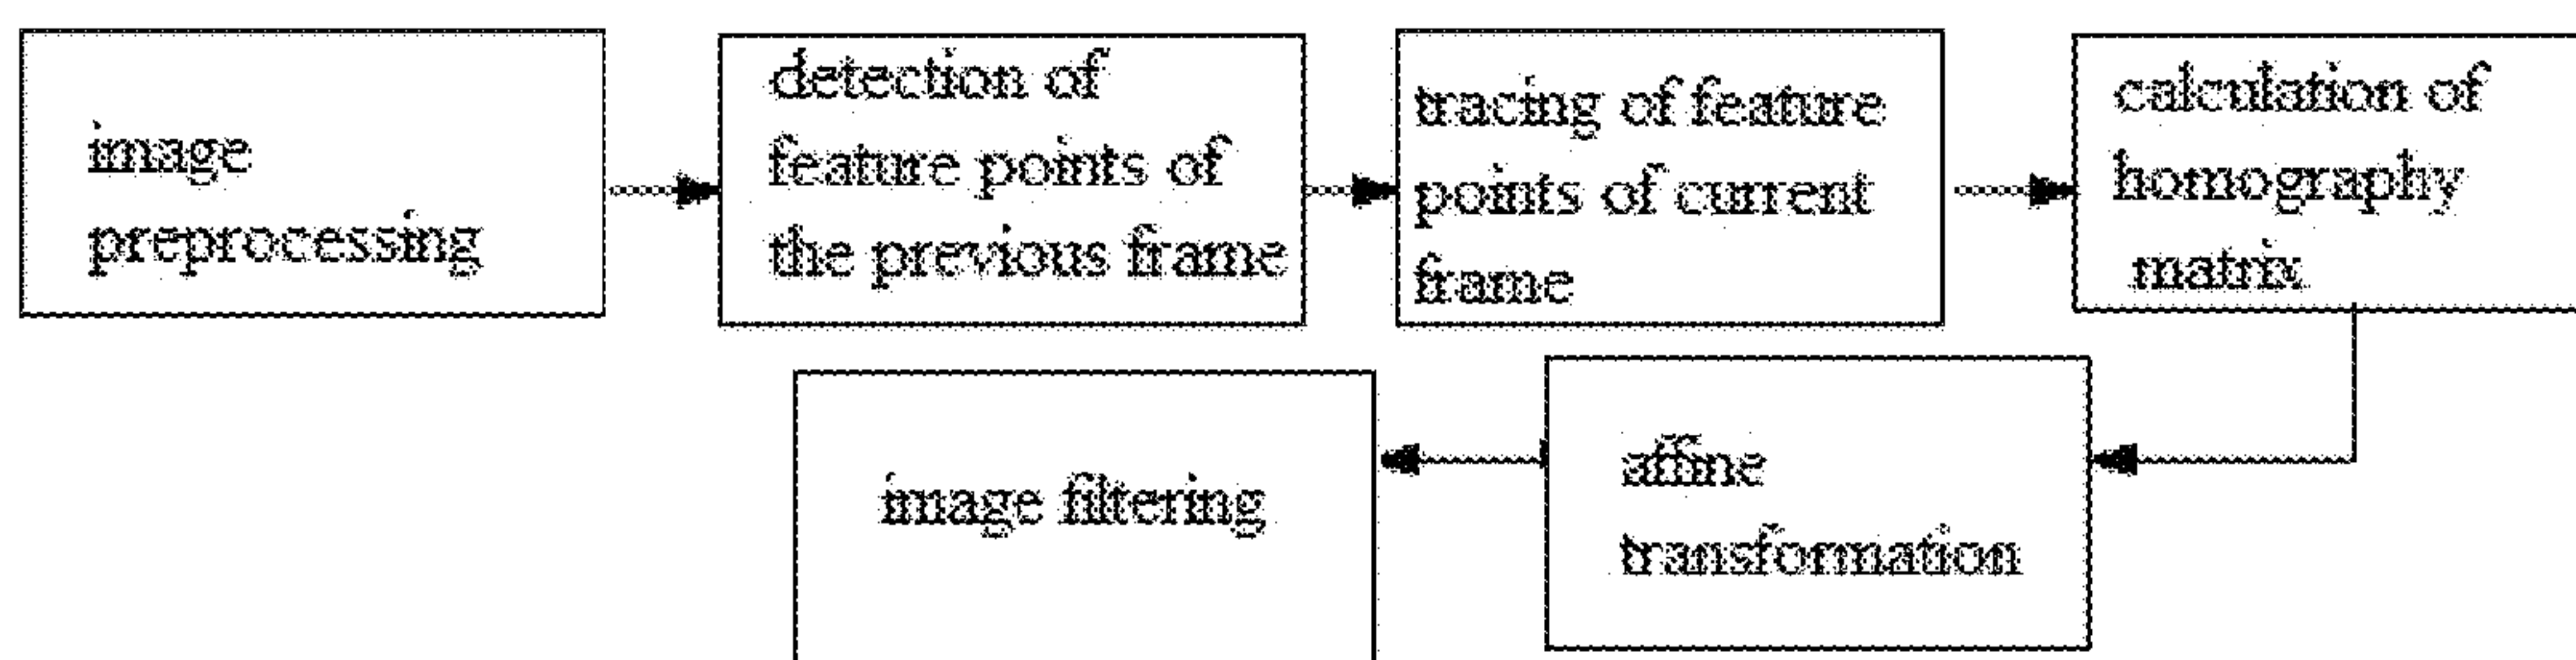 image
preprocessing
detection of
feature points of
the previous frame
tracing of feature
points of current
frame
calculation of
homography
matrix
affine
transformation
image filtering